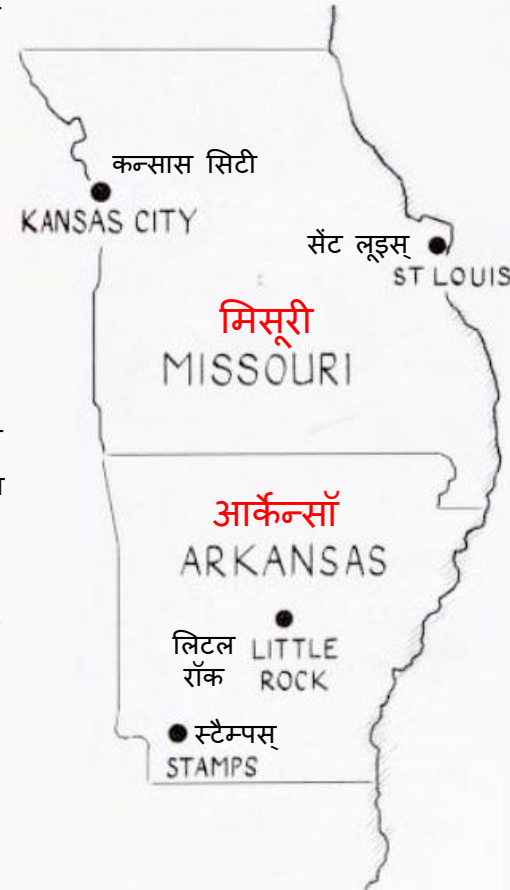 कन्सास सिटी
KANSAS CITY
सेंट लूइस्
ST LOUIS
मिसूरी
MISSOURI
आर्केन्सॉ
ARKANSAS
लिटल
रॉक
LITTLE
ROCK
स्टैम्पस्
STAMPS